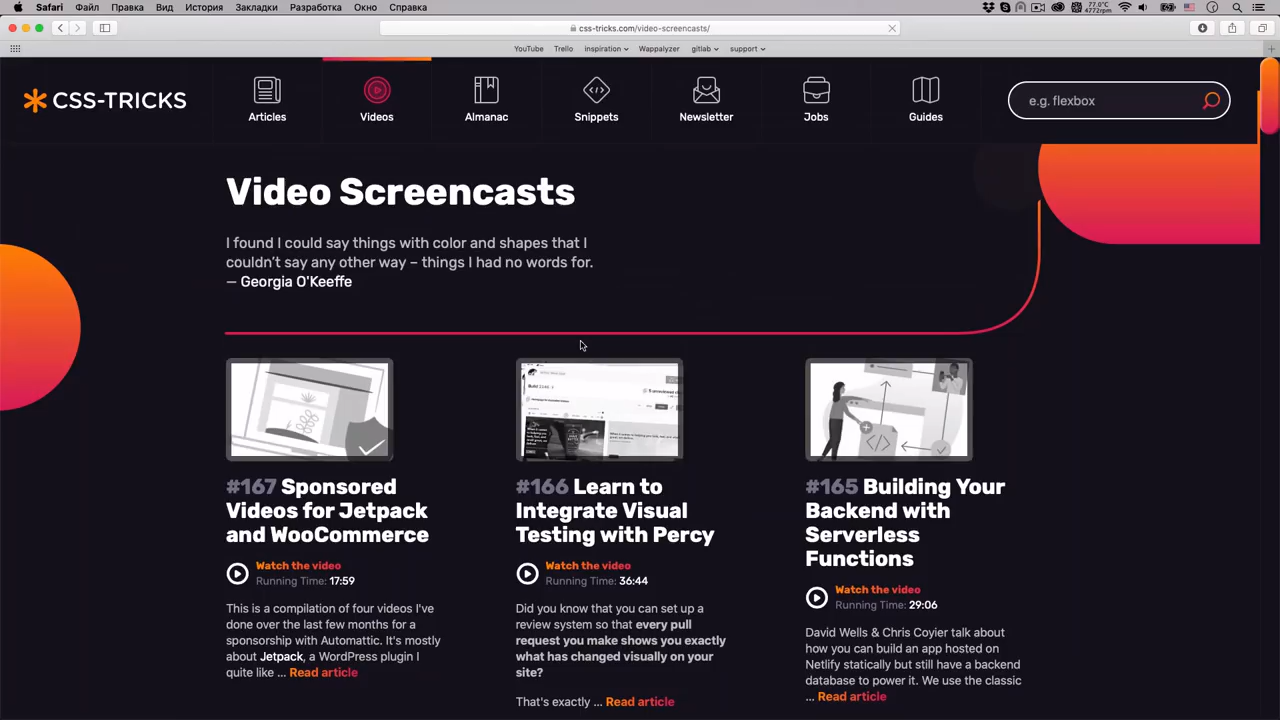 Safari Файл Правка Вид История Закладки Разработка Окно Справка
77.0°C
4772rpm
css-tricks.com/video-screencasts/
YouTube Trello inspiration Wappalyzer gitlab support
CSS-TRICKS
Articles Videos Almanac Snippets Newsletter Jobs Guides
e.g. flexbox
Video Screencasts
I found I could say things with color and shapes that I
couldn't say any other way – things I had no words for.
— Georgia O'Keeffe
#167 Sponsored
Videos for Jetpack
and WooCommerce
Watch the video
Running Time: 17:59
This is a compilation of four videos I've
done over the last few months for a
sponsorship with Automattic. It's mostly
about Jetpack, a WordPress plugin I
quite like ... Read article
#166 Learn to
Integrate Visual
Testing with Percy
Watch the video
Running Time: 36:44
Did you know that you can set up a
review system so that every pull
request you make shows you exactly
what has changed visually on your
site?
That's exactly ... Read article
#165 Building Your
Backend with
Serverless
Functions
Watch the video
Running Time: 29:06
David Wells & Chris Coyier talk about
how you can build an app hosted on
Netlify statically but still have a backend
database to power it. We use the classic
... Read article